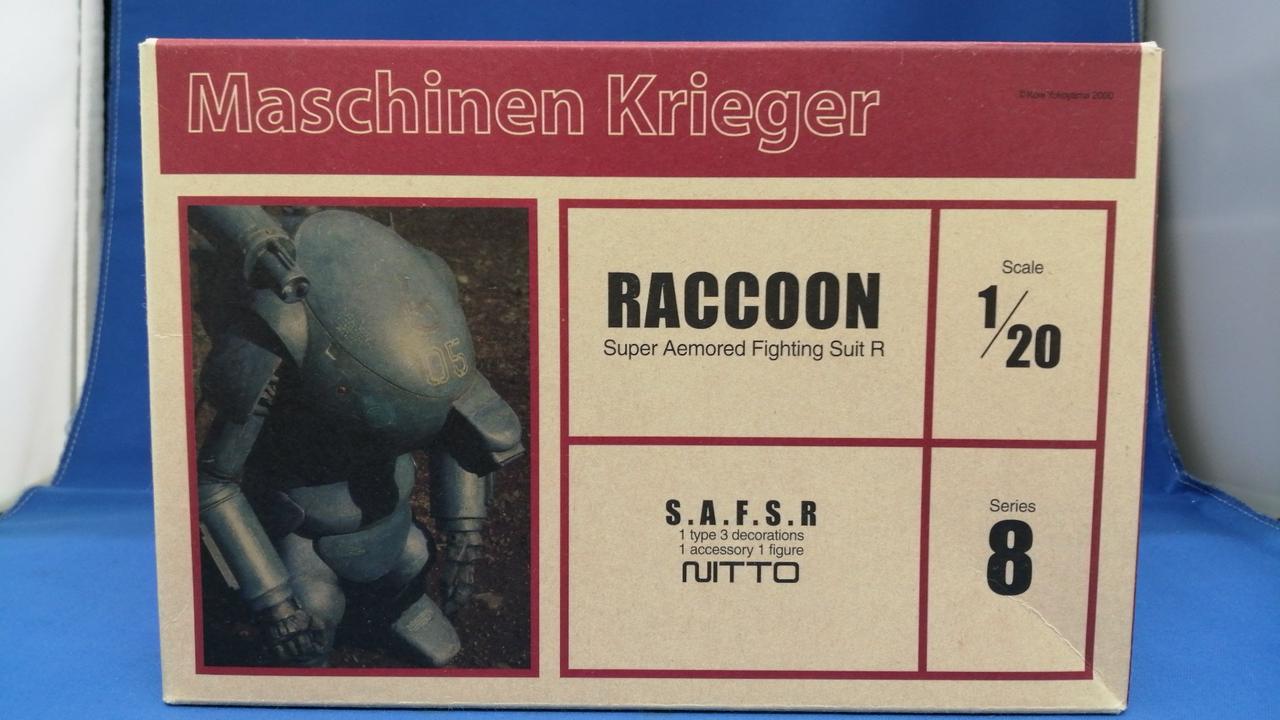 Maschinen Krieger
©Kow Yokoyama 2000
05
RACCOON
Super Aemored Fighting Suit R
Scale
1/20
S.A.F.S.R
1 type 3 decorations
1 accessory 1 figure
NITTO
Series
8